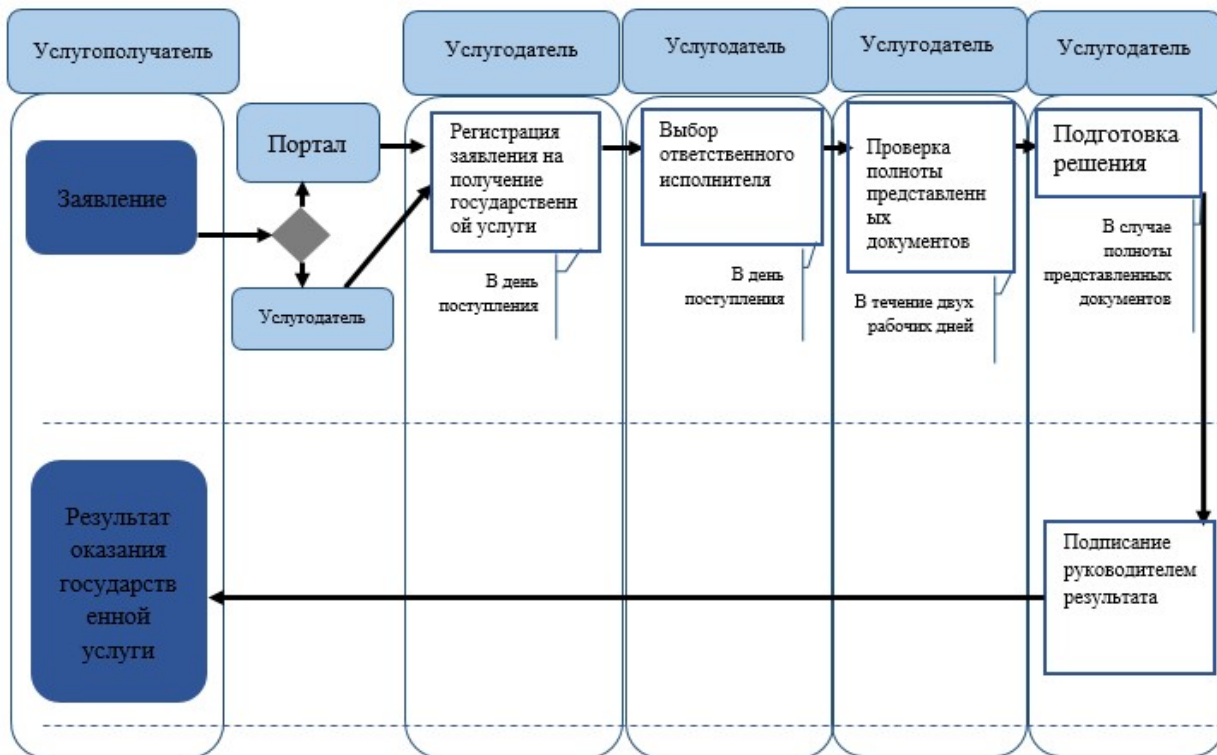 Услугополучатель
Услугодатель
Услугодатель
Услугодатель
Услугодатель
Заявление
Портал
Услугодатель
Регистрация
заявления на
получение
государственн
ой услуги
В день
поступления
Выбор
ответственного
исполнителя
В день
поступления
Проверка
полноты
представленн
ых
документов
В течение двух
рабочих дней
Подготовка
решения
В случае
полноты
представленных
документов
Подписание
руководителем
результата
Результат
оказания
государств
енной
услуги